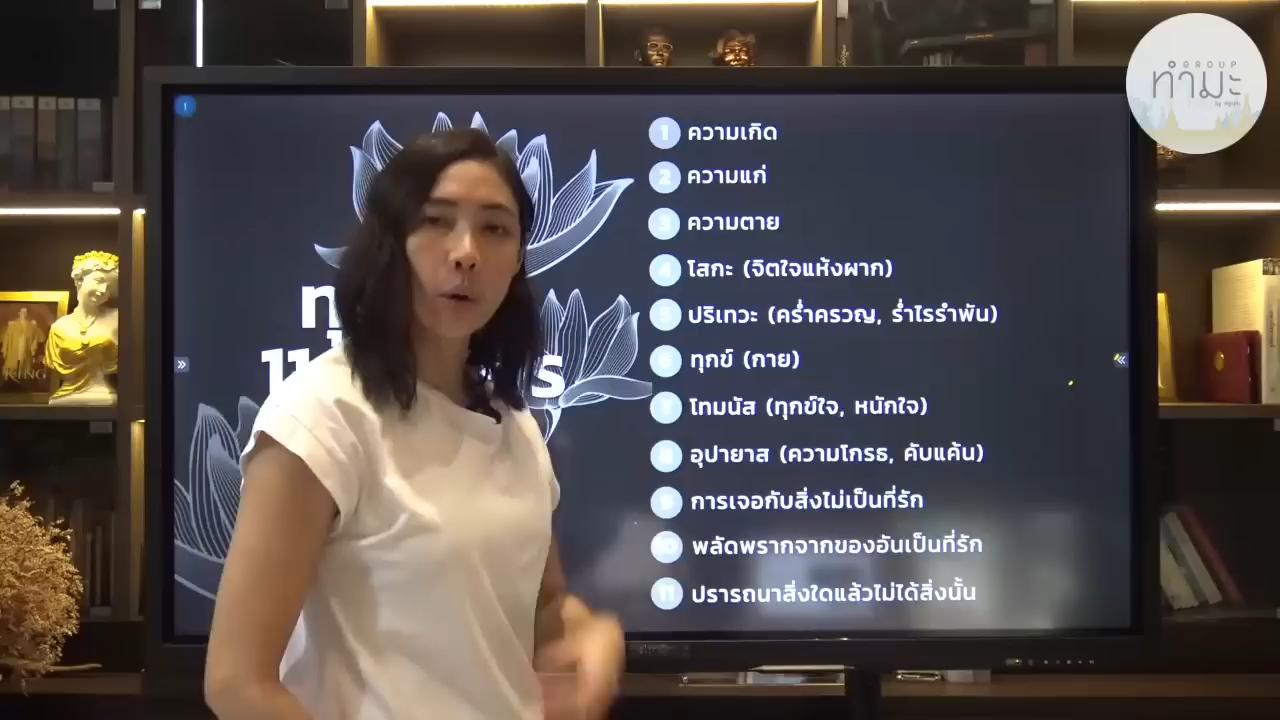 GROUP
ทำมะ
1 ความเกิด
2 ความแก่
3 ความตาย
4 โสกะ (จิตใจแห้งผาก)
5 ปริเทวะ (คร่ำครวญ, ร่ำไรรำพัน)
6 ทุกข์ (กาย)
7 โทมนัส (ทุกข์ใจ, หนักใจ)
8 อุปายาส (ความโกรธ, คับแค้น)
9 การเจอกับสิ่งไม่เป็นที่รัก
10 พลัดพรากจากของอันเป็นที่รัก
11 ปรารถนาสิ่งใดแล้วไม่ได้สิ่งนั้น
KING